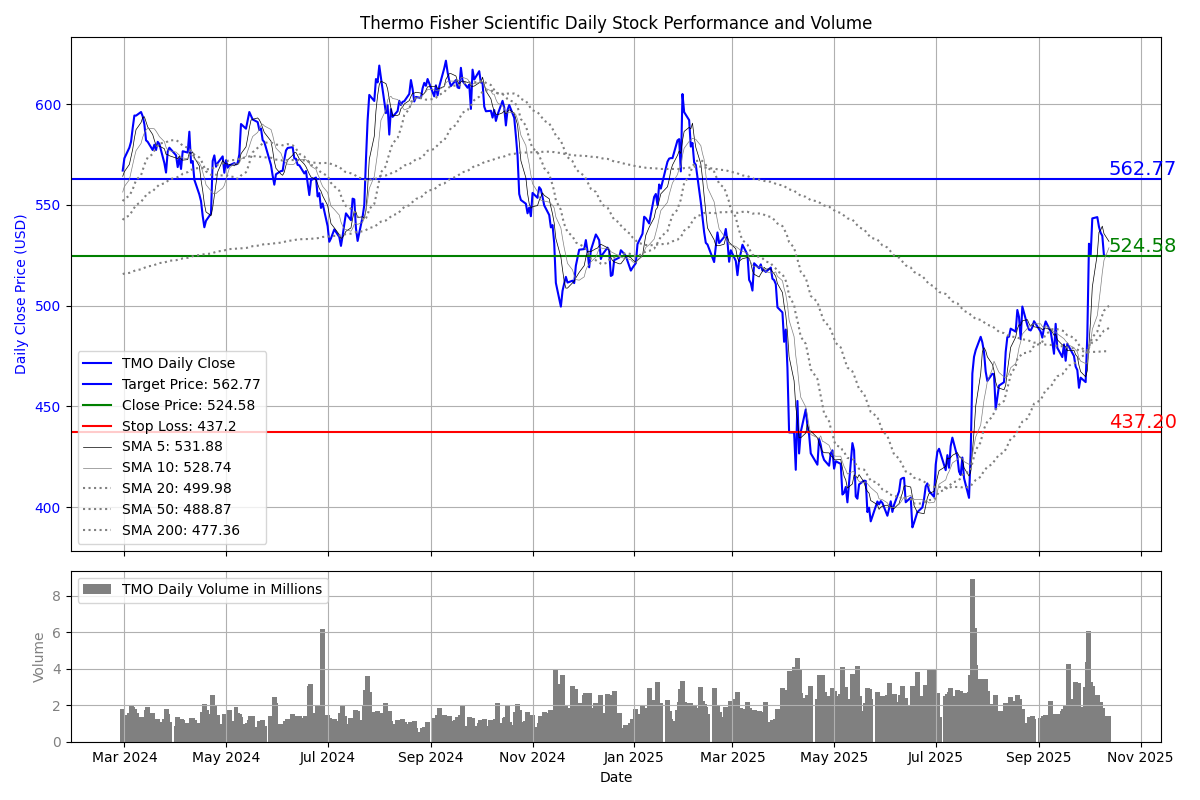 Thermo Fisher Scientific Daily Stock Performance and Volume
Daily Close Price (USD)
600
550
500
450
400
562.77
524.58
437.20
TMO Daily Close
Target Price: 562.77
Close Price: 524.58
Stop Loss: 437.2
SMA 5: 531.88
SMA 10: 528.74
SMA 20: 499.98
SMA 50: 488.87
SMA 200: 477.36
TMO Daily Volume in Millions
Volume
8
6
4
2
0
Mar 2024 May 2024 Jul 2024 Sep 2024 Nov 2024 Jan 2025 Mar 2025 May 2025 Jul 2025 Sep 2025 Nov 2025
Date